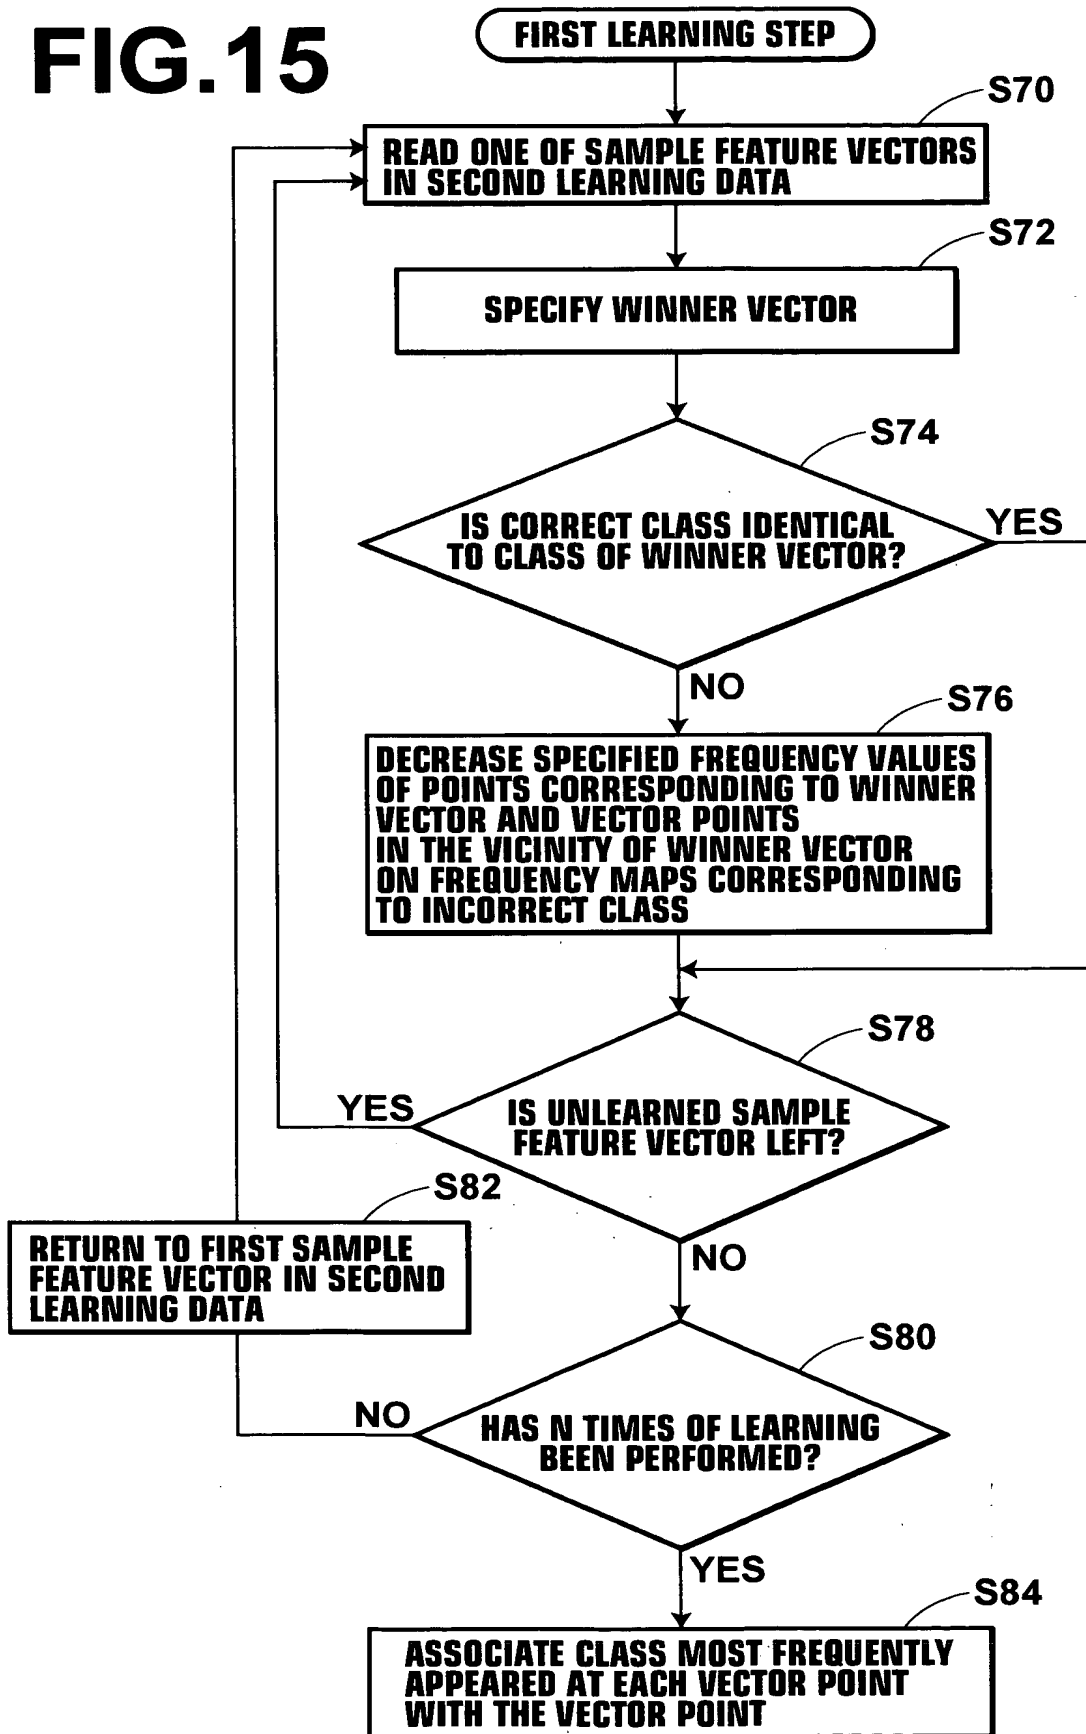 FIG.15
FIRST LEARNING STEP
S70
READ ONE OF SAMPLE FEATURE VECTORS
IN SECOND LEARNING DATA
S72
SPECIFY WINNER VECTOR
S74
IS CORRECT CLASS IDENTICAL
TO CLASS OF WINNER VECTOR?
YES
NO
S76
DECREASE SPECIFIED FREQUENCY VALUES
OF POINTS CORRESPONDING TO WINNER
VECTOR AND VECTOR POINTS
IN THE VICINITY OF WINNER VECTOR
ON FREQUENCY MAPS CORRESPONDING
TO INCORRECT CLASS
S78
IS UNLEARNED SAMPLE
FEATURE VECTOR LEFT?
YES
NO
S82
RETURN TO FIRST SAMPLE
FEATURE VECTOR IN SECOND
LEARNING DATA
S80
HAS N TIMES OF LEARNING
BEEN PERFORMED?
NO
YES
S84
ASSOCIATE CLASS MOST FREQUENTLY
APPEARED AT EACH VECTOR POINT
WITH THE VECTOR POINT